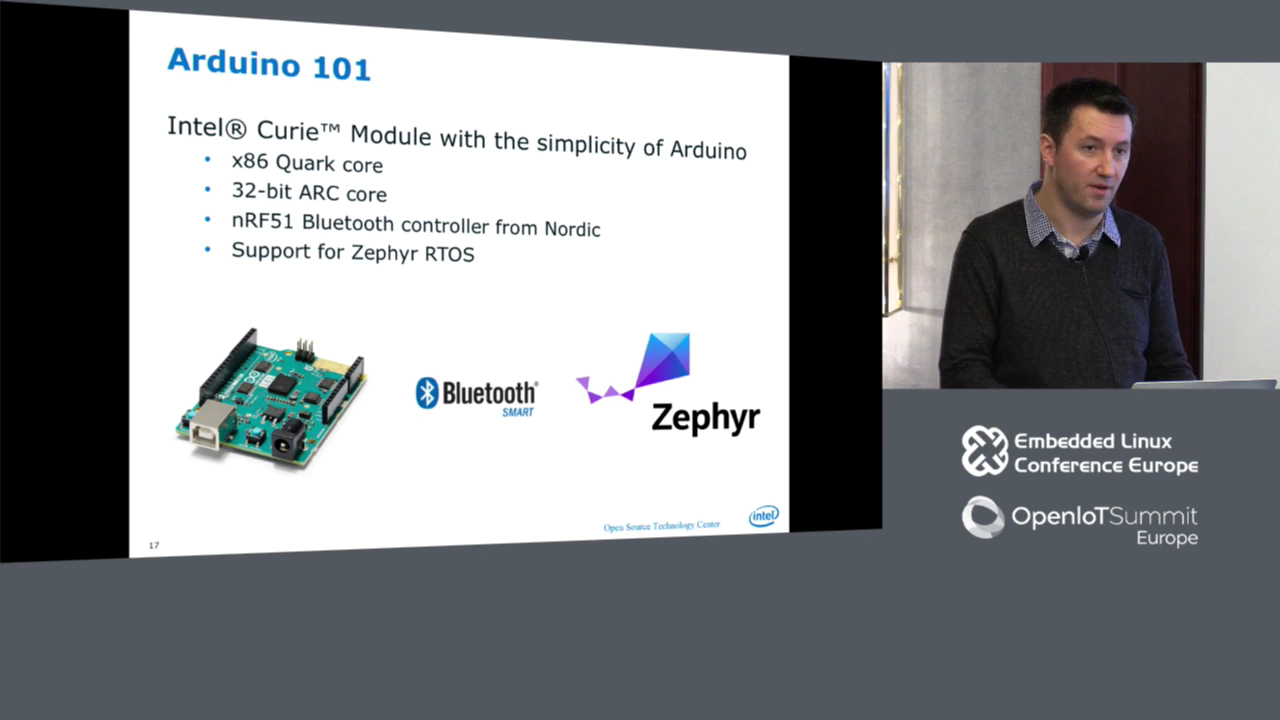 Arduino 101
Intel® Curie™ Module with the simplicity of Arduino
• x86 Quark core
• 32-bit ARC core
• nRF51 Bluetooth controller from Nordic
• Support for Zephyr RTOS
Bluetooth®
SMART
Zephyr
Open Source Technology Center
intel
17
Embedded Linux
Conference Europe
OpenIoTSummit
Europe